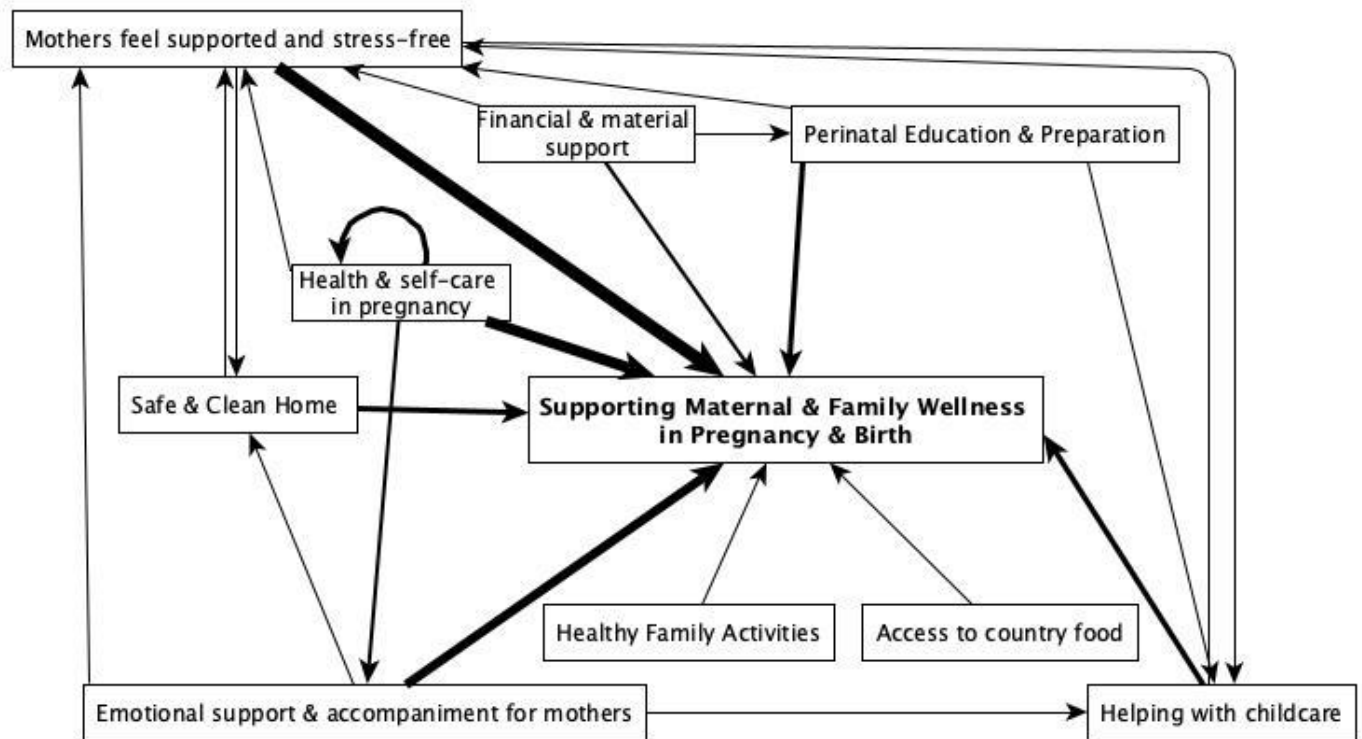 Mothers feel supported and stress-free
Financial & material
support
Perinatal Education & Preparation
Health & self-care
in pregnancy
Safe & Clean Home
Supporting Maternal & Family Wellness
in Pregnancy & Birth
Healthy Family Activities
Access to country food
Emotional support & accompaniment for mothers
Helping with childcare